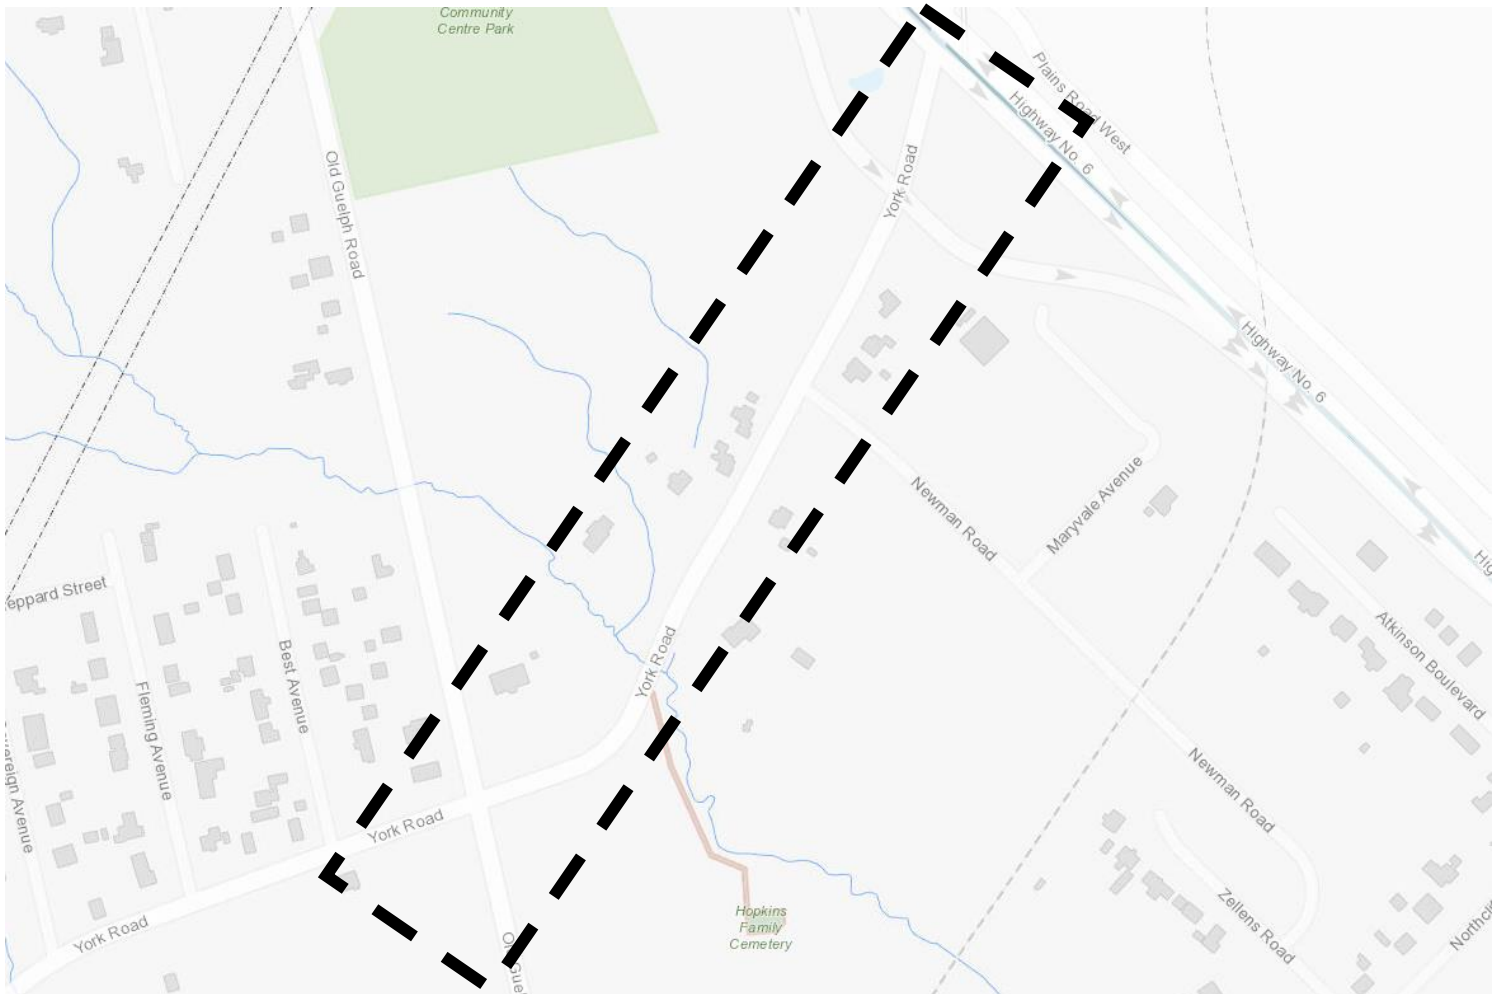 Community
Centre Park
Plains Road West
Highway No. 6
Old Guelph Road
York Road
Highway No. 6
Newman Road
Maryvale Avenue
eppard Street
Atkinson Boulevard
York Road
Best Avenue
Fleming Avenue
Newman Road
York Road
Zellens Road
Hopkins
Family
Cemetery
York Road